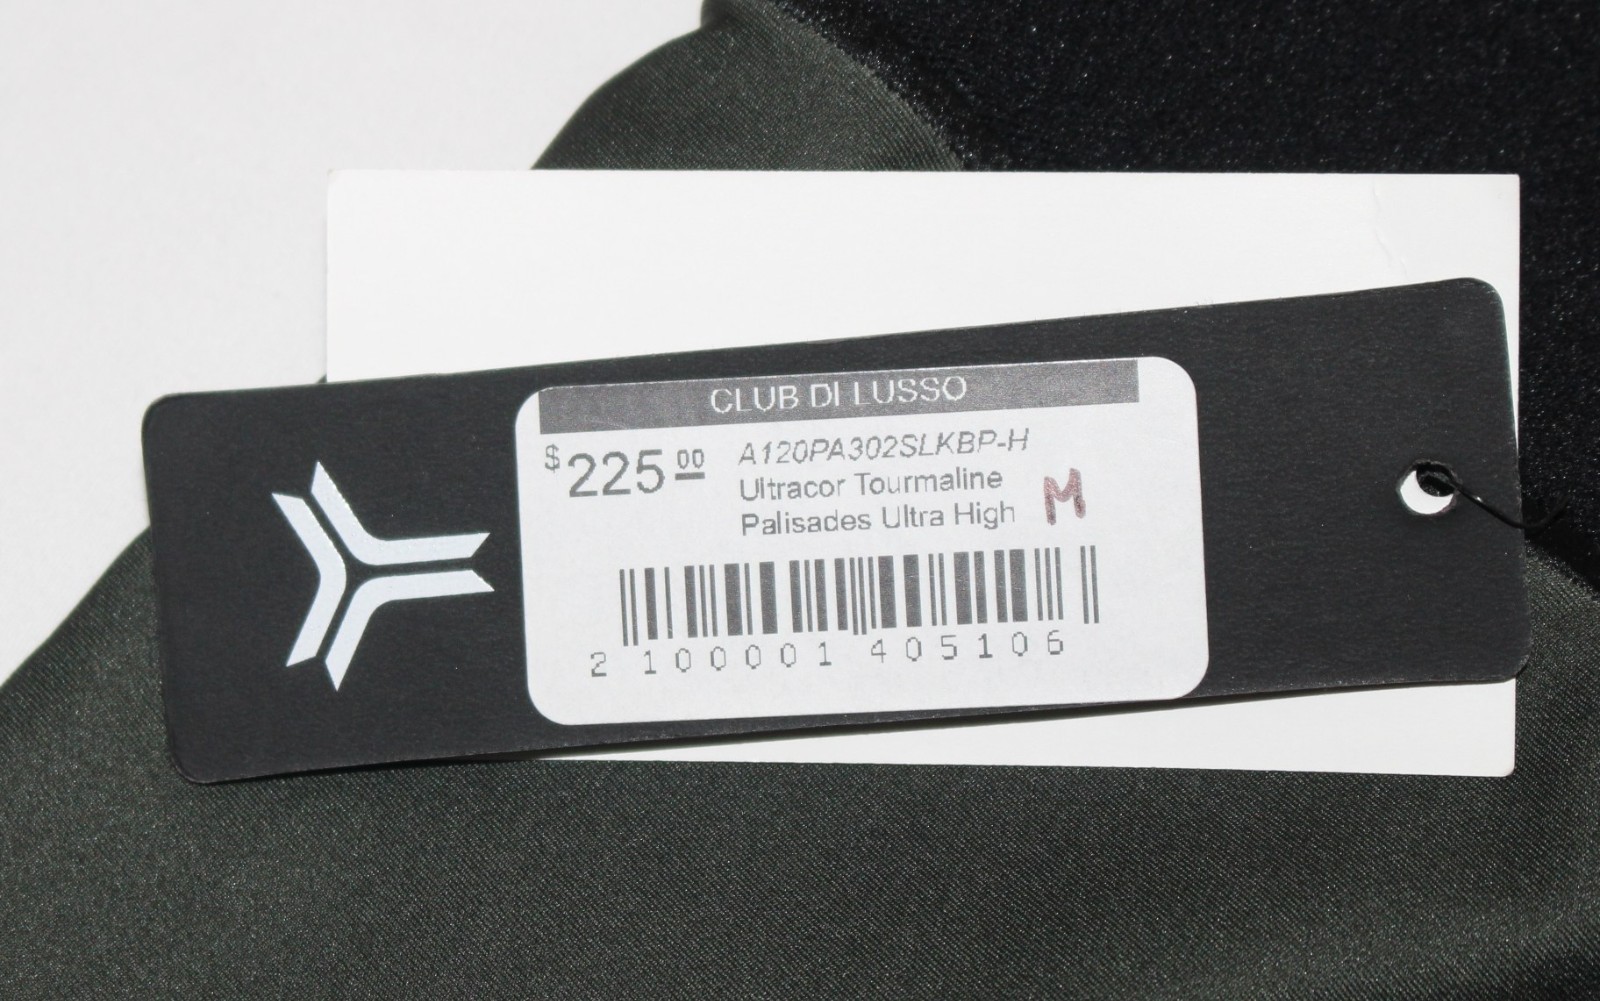 CLUB DI LUSSO
$225.00 A120PA302SLKBP-H
Ultracor Tourmaline
Palisades Ultra High M
2 100001 405106